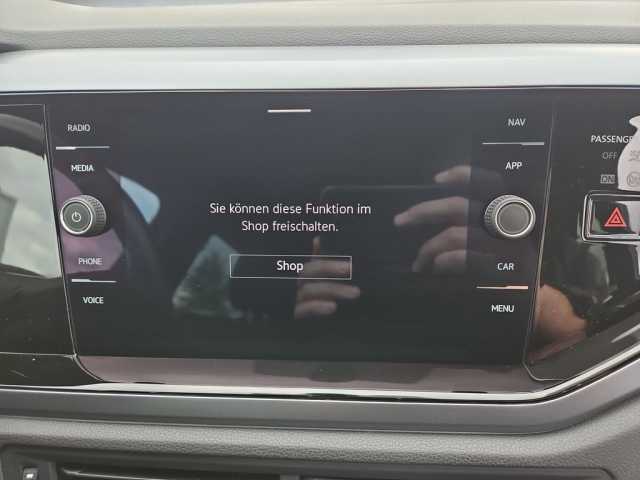 RADIO
NAV
MEDIA
APP
PASSENGE
OFF
ON
Sie können diese Funktion im
Shop freischalten.
Shop
PHONE
CAR
VOICE
MENU